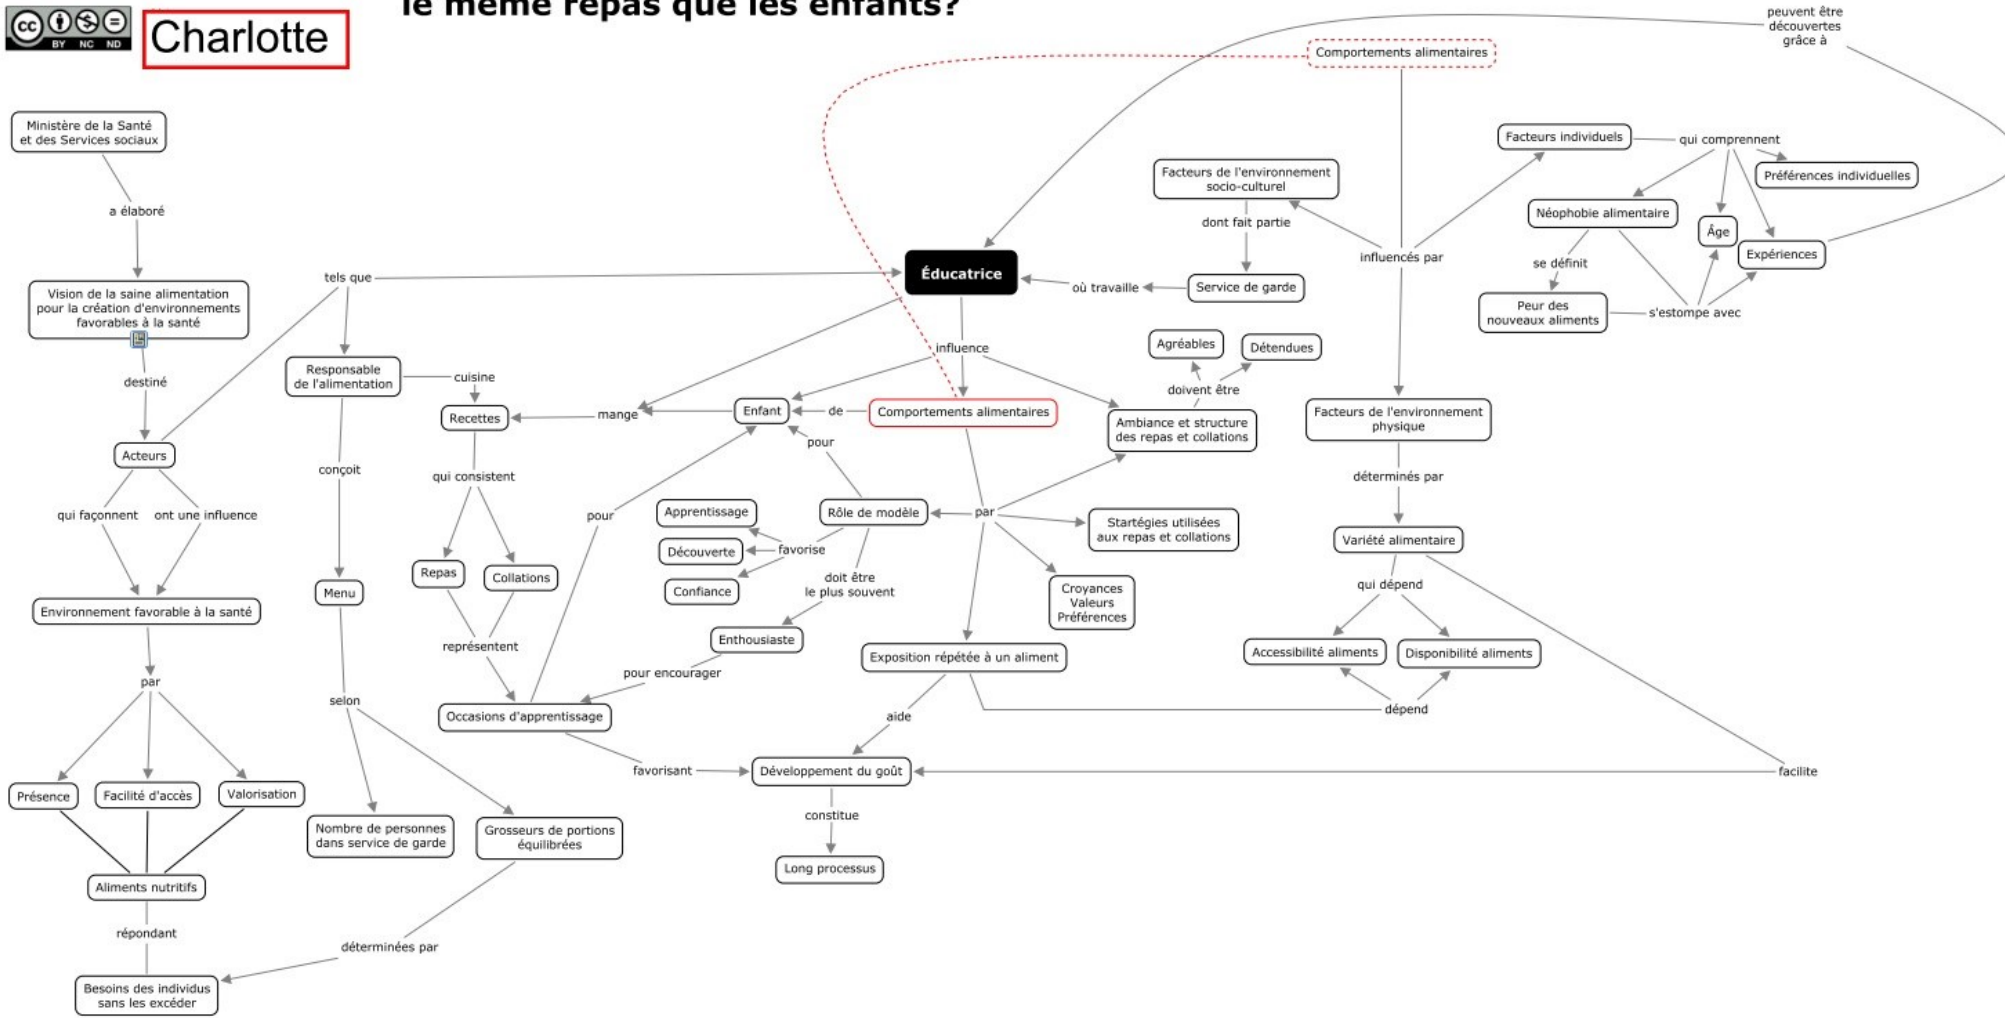 le même repas que les enfants?
CC
BY NC ND
Charlotte
peuvent être
découvertes
grâce à
Comportements alimentaires
Ministère de la Santé
et des Services sociaux
Facteurs individuels
qui comprennent
Préférences individuelles
Facteurs de l'environnement
socio-culturel
a élaboré
Néophobie alimentaire
dont fait partie
Âge
Expériences
influencés par
se définit
Éducatrice
tels que
où travaille
Service de garde
Vision de la saine alimentation
pour la création d'environnements
favorables à la santé
Peur des
nouveaux aliments
s'estompe avec
influence
Agréables
Détendues
destiné
Responsable
de l'alimentation
cuisine
doivent être
Recettes
mange
Enfant
de
Comportements alimentaires
Ambiance et structure
des repas et collations
Facteurs de l'environnement
physique
Acteurs
pour
conçoit
qui consistent
déterminés par
qui façonnent
ont une influence
pour
Apprentissage
Rôle de modèle
par
Startégies utilisées
aux repas et collations
Variété alimentaire
Découverte
favorise
Repas
Collations
Confiance
doit être
le plus souvent
Croyances
Valeurs
Préférences
qui dépend
Menu
Environnement favorable à la santé
Enthousiaste
représentent
Exposition répétée à un aliment
Accessibilité aliments
Disponibilité aliments
pour encourager
par
selon
Occasions d'apprentissage
aide
dépend
favorisant
Développement du goût
facilite
Présence
Facilité d'accès
Valorisation
constitue
Nombre de personnes
dans service de garde
Grosseurs de portions
équilibrées
Long processus
Aliments nutritifs
répondant
déterminées par
Besoins des individus
sans les excéder